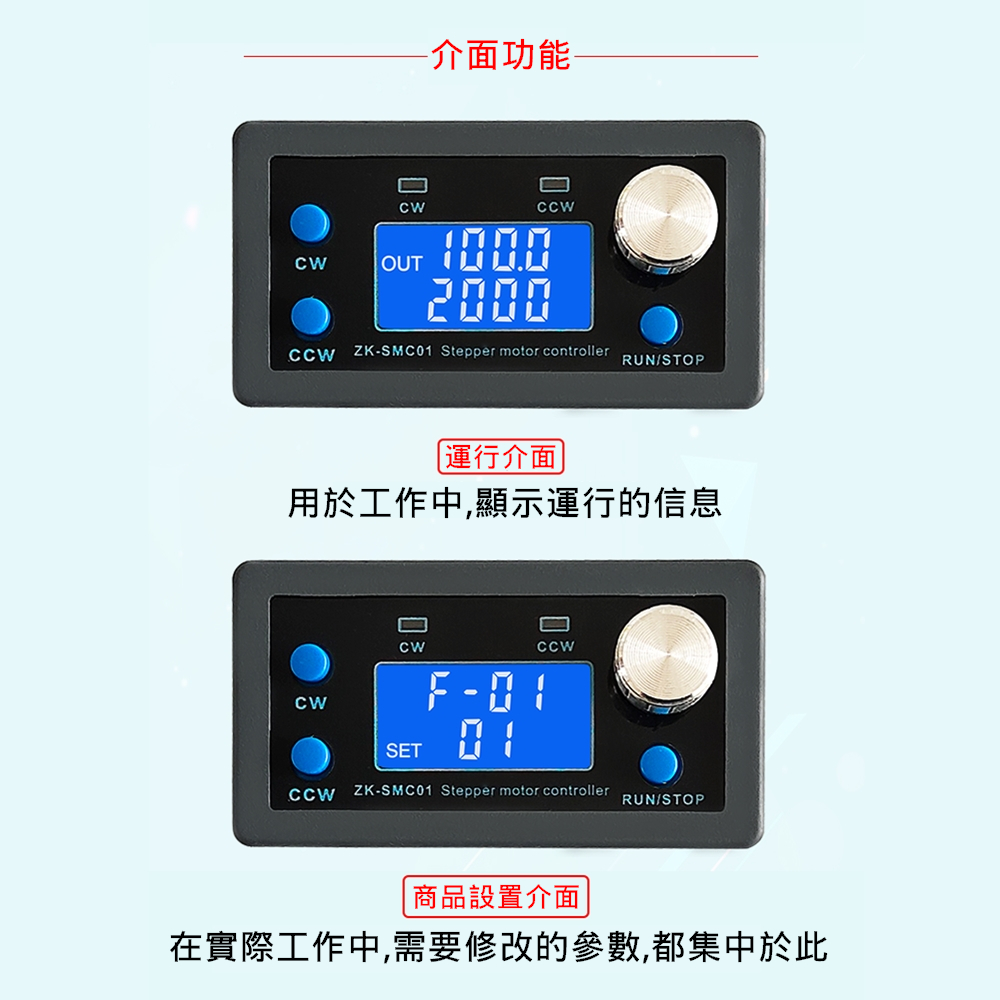 介面功能
CW CCW
CW
OUT 100.0
2000
CCW
ZK-SMC01 Stepper motor controller
RUN/STOP
運行介面
用於工作中,顯示運行的信息
CW CCW
CW
F-01
SET 01
CCW
ZK-SMC01 Stepper motor controller
RUN/STOP
商品設置介面
在實際工作中,需要修改的參數,都集中於此